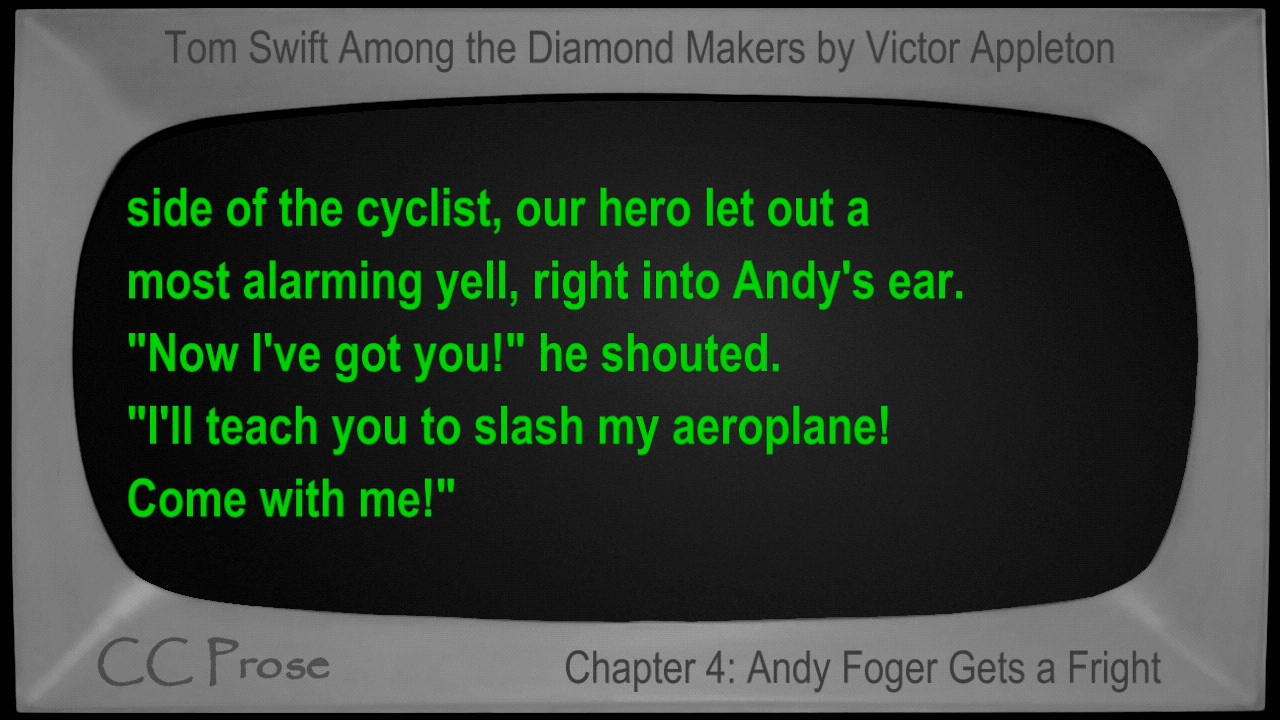 Tom Swift Among the Diamond Makers by Victor Appleton
side of the cyclist, our hero let out a
most alarming yell, right into Andy's ear.
"Now I've got you!" he shouted.
"I'll teach you to slash my aeroplane!
Come with me!"
CC Prose
Chapter 4: Andy Foger Gets a Fright